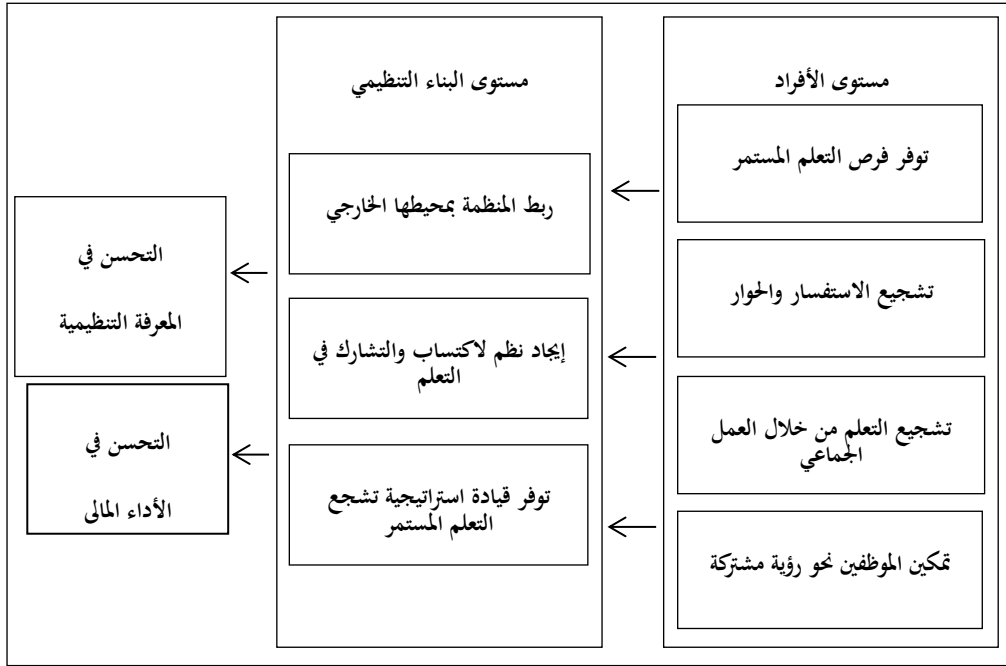 مستوى الأفراد
توفر فرص التعلم المستمر
تشجيع الاستفسار والحوار
تشجيع التعلم من خلال العمل
الجماعي
تمكين الموظفين نحو رؤية مشتركة
مستوى البناء التنظيمي
ربط المنظمة بمحيطها الخارجي
إيجاد نظم لاكتساب والتشارك في
التعلم
توفر قيادة استراتيجية تشجع
التعلم المستمر
التحسن في
المعرفة التنظيمية
التحسن في
الأداء المالى